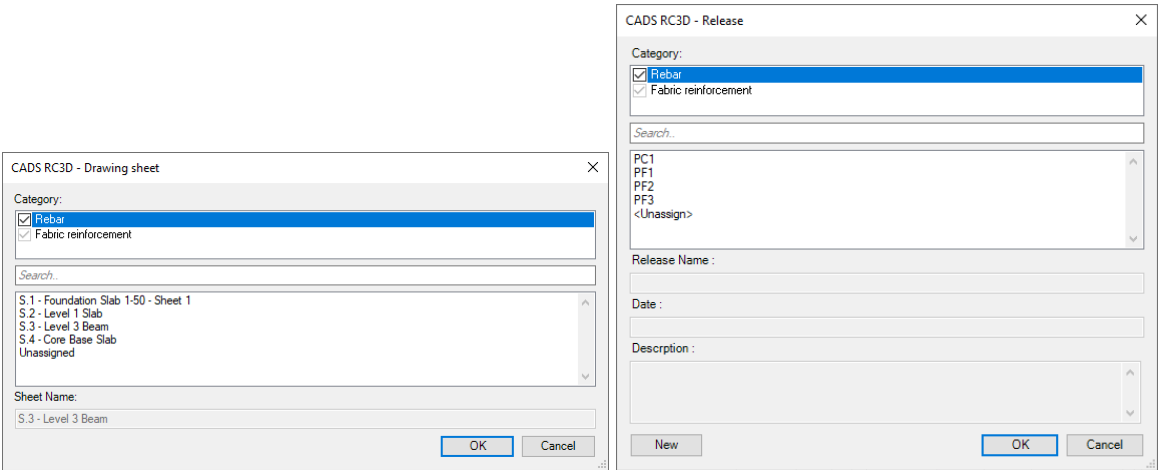 CADS RC3D - Drawing sheet
Category:
Rebar
Fabric reinforcement
Search..
S.1 - Foundation Slab 1-50 - Sheet 1
S.2 - Level 1 Slab
S.3 - Level 3 Beam
S.4 - Core Base Slab
Unassigned
Sheet Name:
S.3 - Level 3 Beam
OK
Cancel
CADS RC3D - Release
Category:
Rebar
Fabric reinforcement
Search..
PC1
PF1
PF2
PF3
<Unassign>
Release Name :
Date :
Descrption :
New
OK
Cancel